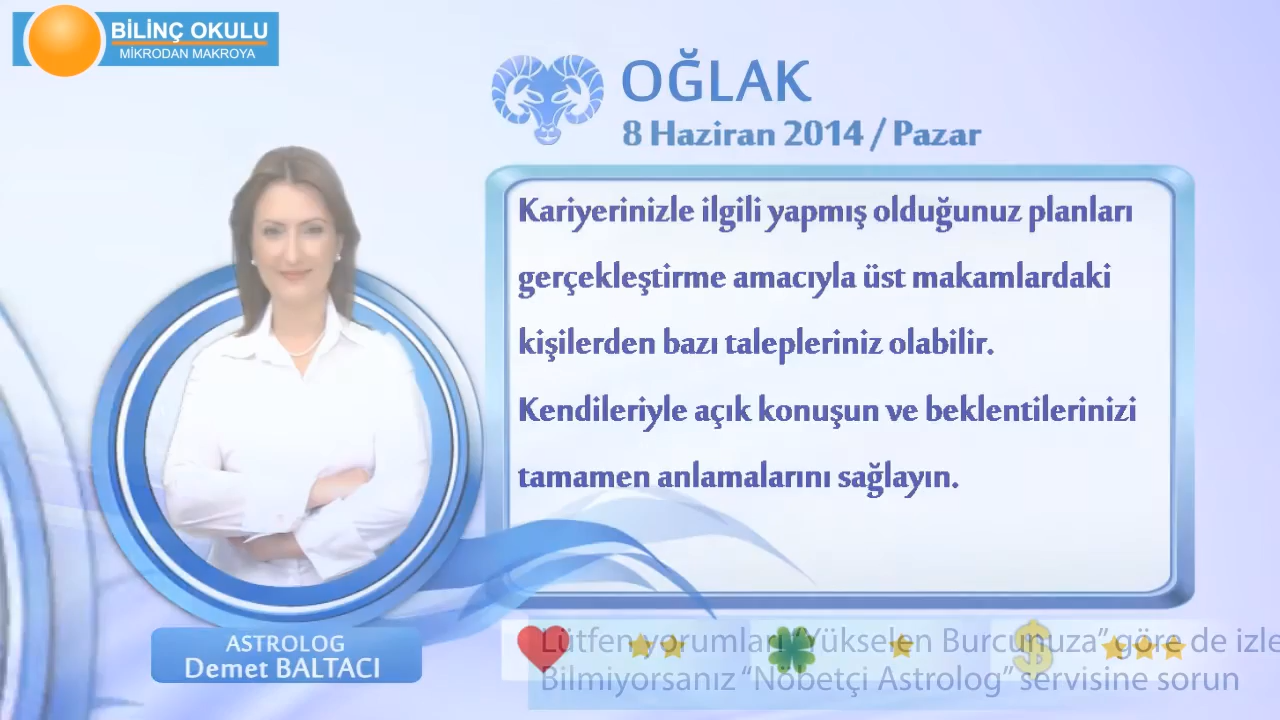 BİLİNÇ OKULU
MİKRODAN MAKROYA
OĞLAK
8 Haziran 2014 / Pazar
Kariyerinizle ilgili yapmış olduğunuz planları
gerçekleştirme amacıyla üst makamlardaki
kişilerden bazı talepleriniz olabilir.
Kendileriyle açık konuşun ve beklentilerinizi
tamamen anlamalarını sağlayın.
ASTROLOG
Demet BALTACI
Lütfen yorumları "Yükselen Burcunuza" göre de izle
Bilmiyorsanız "Nöbetçi Astrolog" servisine sorun